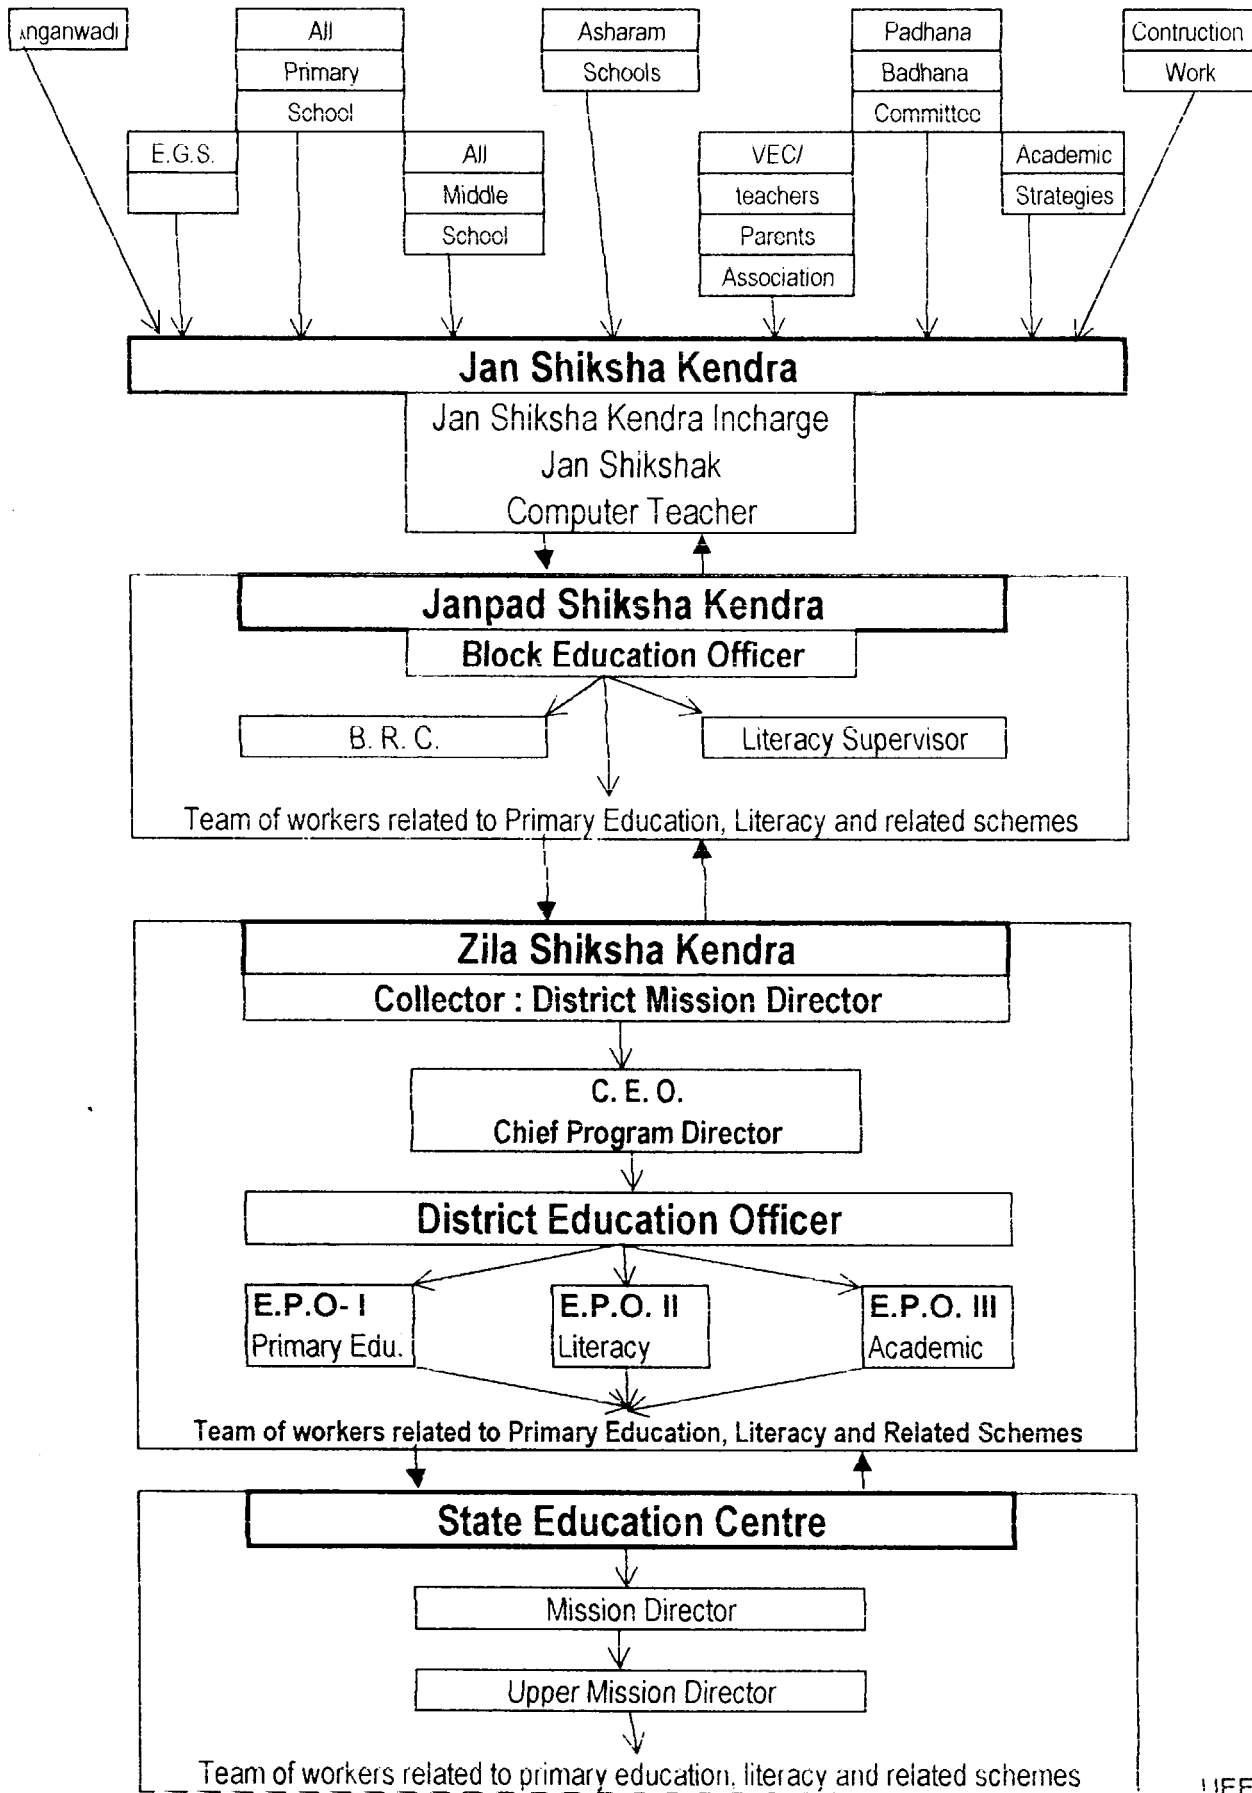 Anganwadi
All
Primary
School
Asharam
Schools
Padhana
Badhana
Committee
Contruction
Work
E.G.S.
All
Middle
School
VEC/
teachers
Parents
Association
Academic
Strategies
Jan Shiksha Kendra
Jan Shiksha Kendra Incharge
Jan Shikshak
Computer Teacher
Janpad Shiksha Kendra
Block Education Officer
B. R. C.
Literacy Supervisor
Team of workers related to Primary Education, Literacy and related schemes
Zila Shiksha Kendra
Collector : District Mission Director
C. E. O.
Chief Program Director
District Education Officer
E.P.O- I
Primary Edu.
E.P.O. II
Literacy
E.P.O. III
Academic
Team of workers related to Primary Education, Literacy and Related Schemes
State Education Centre
Mission Director
Upper Mission Director
Team of workers related to primary education, literacy and related schemes